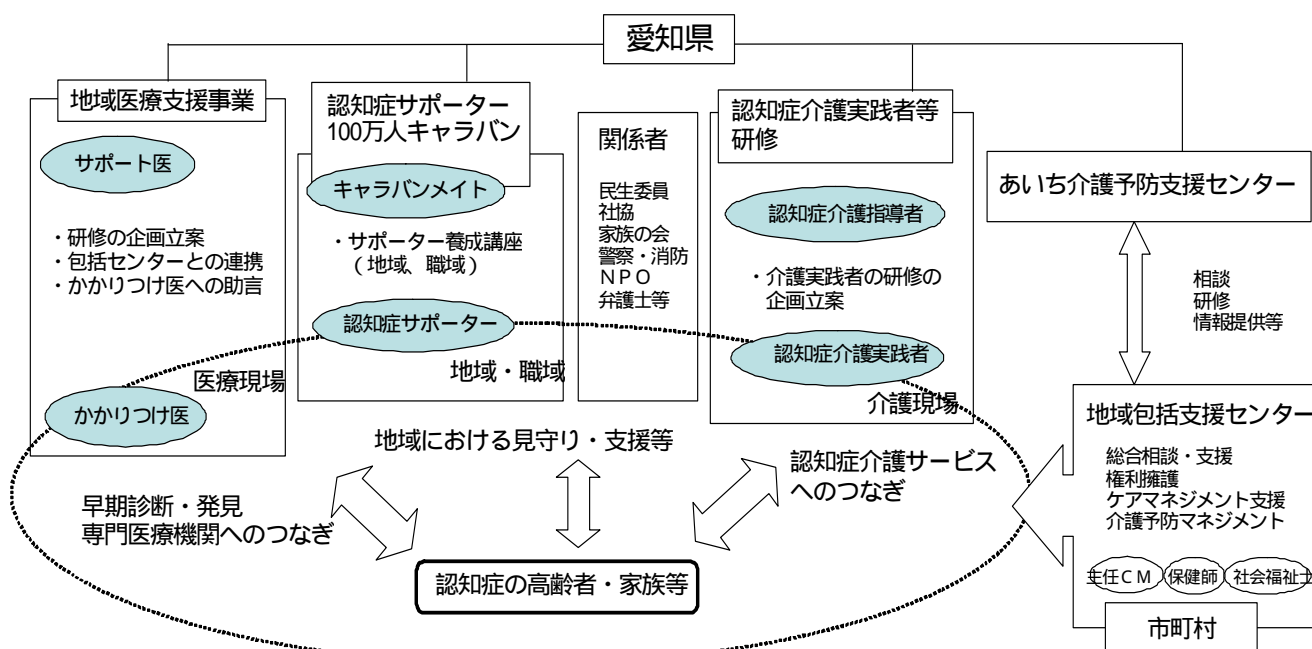 愛知県
地域医療支援事業
サポート医
・研修の企画立案
・包括センターとの連携
・かかりつけ医への助言
医療現場
かかりつけ医
認知症サポーター
100万人キャラバン
キャラバンメイト
・サポーター養成講座
（地域、職域）
認知症サポーター
地域・職域
関係者
民生委員
社協
家族の会
警察・消防
ＮＰＯ
弁護士等
認知症介護実践者等
研修
認知症介護指導者
・介護実践者の研修の
企画立案
認知症介護実践者
介護現場
あいち介護予防支援センター
相談
研修
情報提供等
地域包括支援センター
総合相談・支援
権利擁護
ケアマネジメント支援
介護予防マネジメント
主任ＣＭ
保健師
社会福祉士
市町村
地域における見守り・支援等
早期診断・発見
専門医療機関へのつなぎ
認知症介護サービス
へのつなぎ
認知症の高齢者・家族等